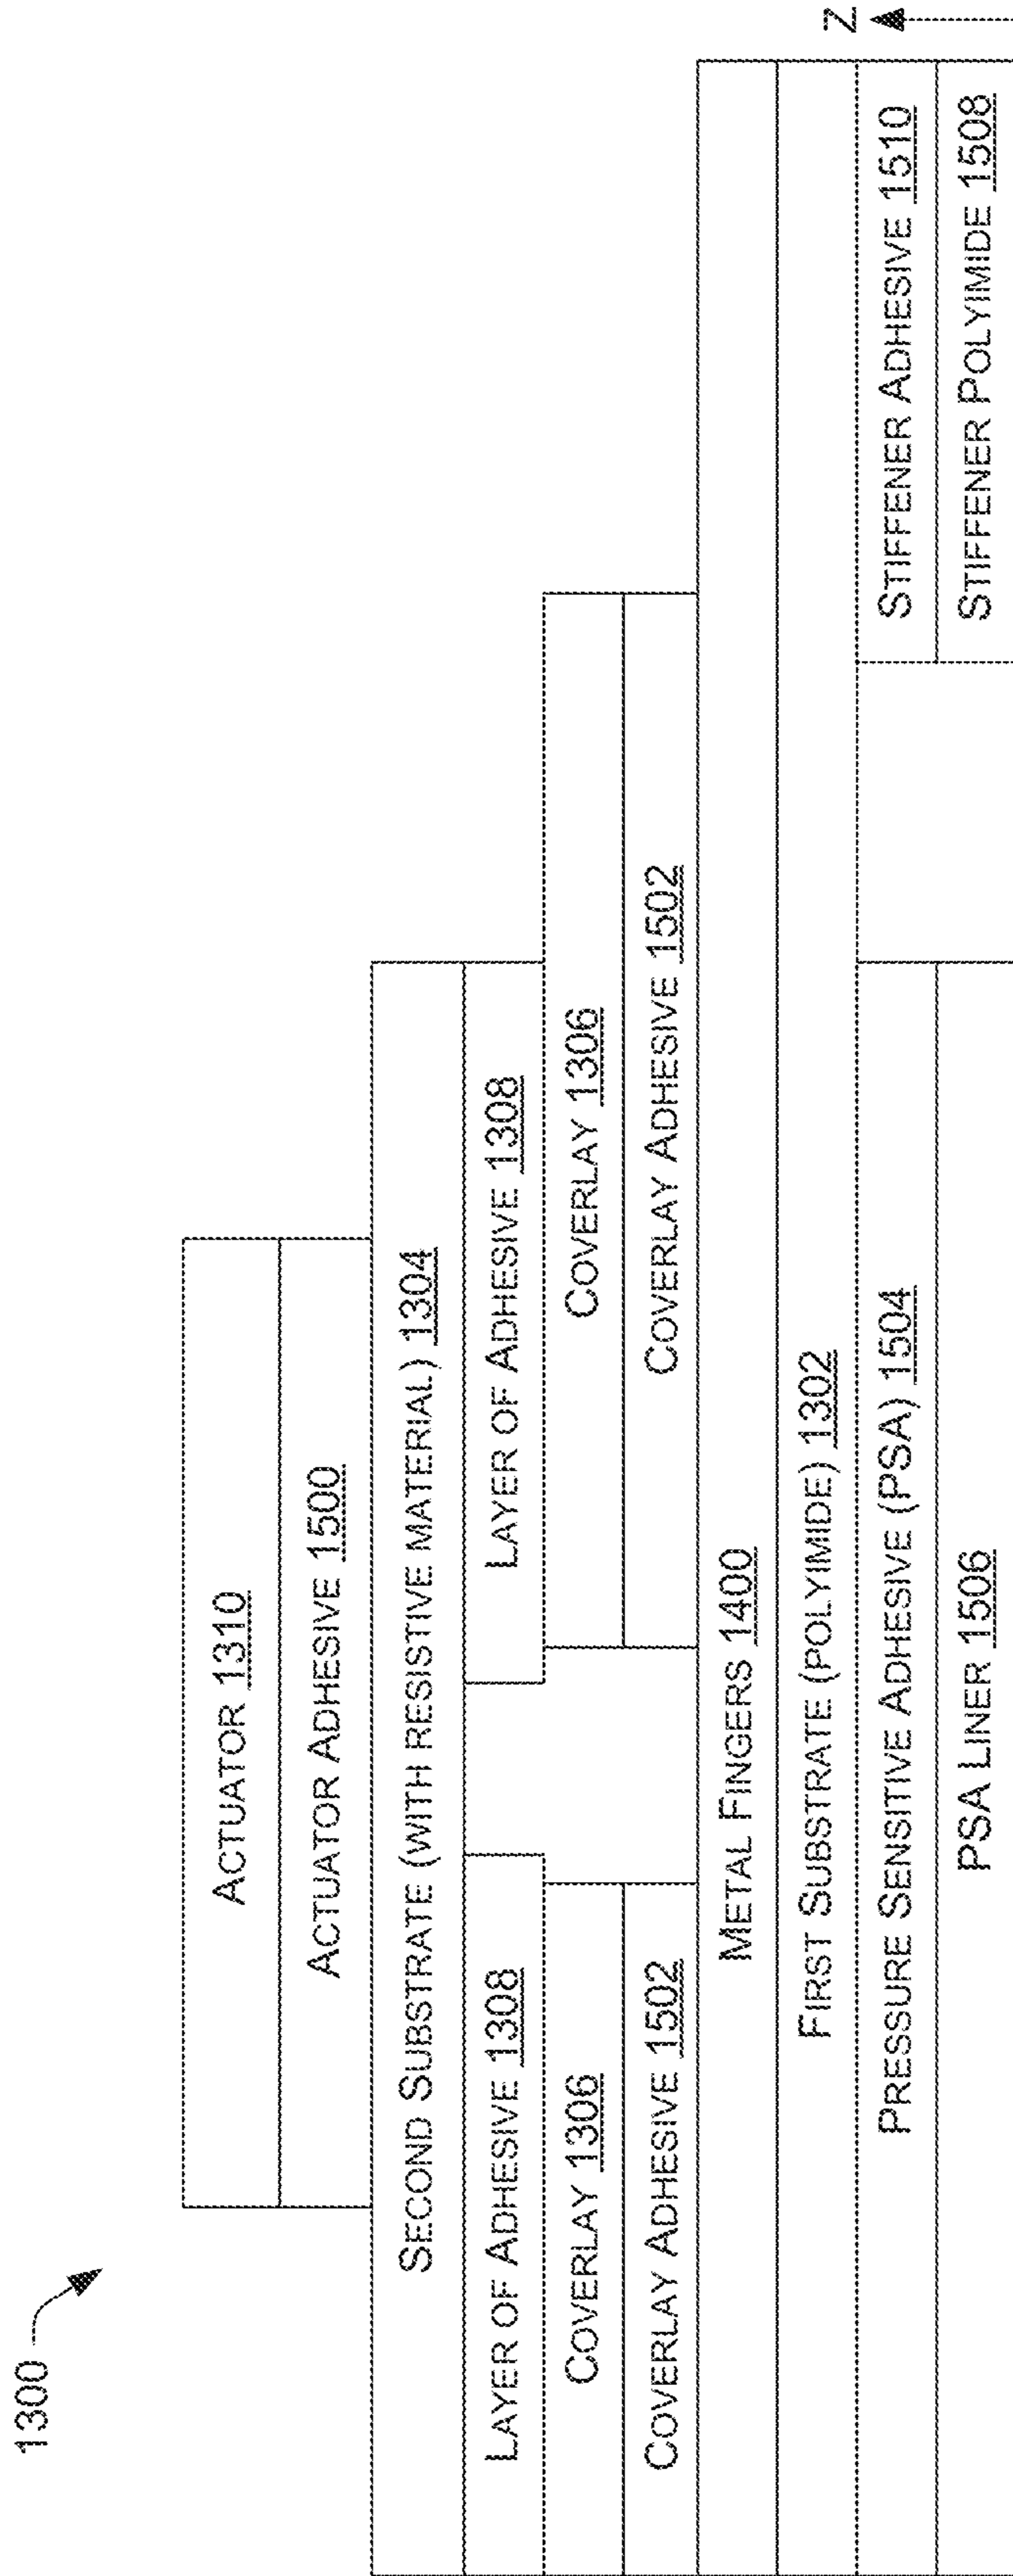 1300
ACTUATOR 1310
ACTUATOR ADHESIVE 1500
SECOND SUBSTRATE (WITH RESISTIVE MATERIAL) 1304
LAYER OF ADHESIVE 1308
LAYER OF ADHESIVE 1308
COVERLAY 1306
COVERLAY 1306
COVERLAY ADHESIVE 1502
COVERLAY ADHESIVE 1502
METAL FINGERS 1400
FIRST SUBSTRATE (POLYIMIDE) 1302
PRESSURE SENSITIVE ADHESIVE (PSA) 1504
STIFFENER ADHESIVE 1510
PSA LINER 1506
STIFFENER POLYIMIDE 1508
Z